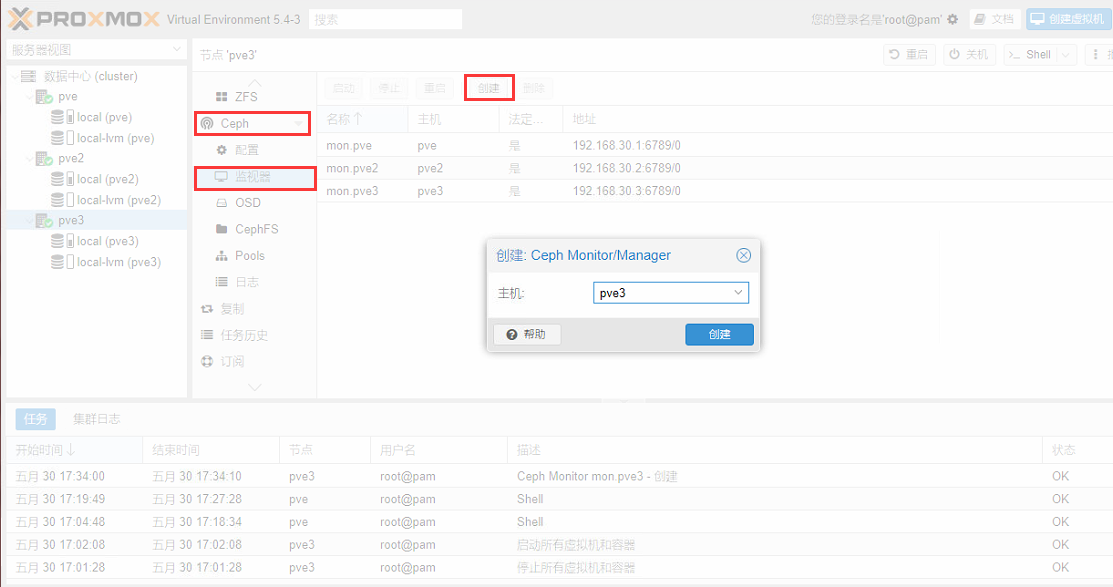 PROXMOX Virtual Environment 5.4-3 搜索 您的登录名是'root@pam' 文档 创建虚拟机
服务器视图
节点 'pve3' 重启 关机 >_ Shell
数据中心 (cluster)
pve
local (pve)
local-lvm (pve)
pve2
local (pve2)
local-lvm (pve2)
pve3
local (pve3)
local-lvm (pve3)
ZFS
Ceph
配置
监视器
OSD
CephFS
Pools
日志
复制
任务历史
订阅
启动 停止 重启 创建 删除
名称 主机 法定... 地址
mon.pve pve 是 192.168.30.1:6789/0
mon.pve2 pve2 是 192.168.30.2:6789/0
mon.pve3 pve3 是 192.168.30.3:6789/0
创建: Ceph Monitor/Manager
主机: pve3
帮助 创建
任务 集群日志
开始时间 结束时间 节点 用户名 描述 状态
五月 30 17:34:00 五月 30 17:34:10 pve3 root@pam Ceph Monitor mon.pve3 - 创建 OK
五月 30 17:19:49 五月 30 17:27:28 pve root@pam Shell OK
五月 30 17:04:48 五月 30 17:18:34 pve root@pam Shell OK
五月 30 17:02:08 五月 30 17:02:08 pve3 root@pam 启动所有虚拟机和容器 OK
五月 30 17:01:28 五月 30 17:01:28 pve3 root@pam 停止所有虚拟机和容器 OK